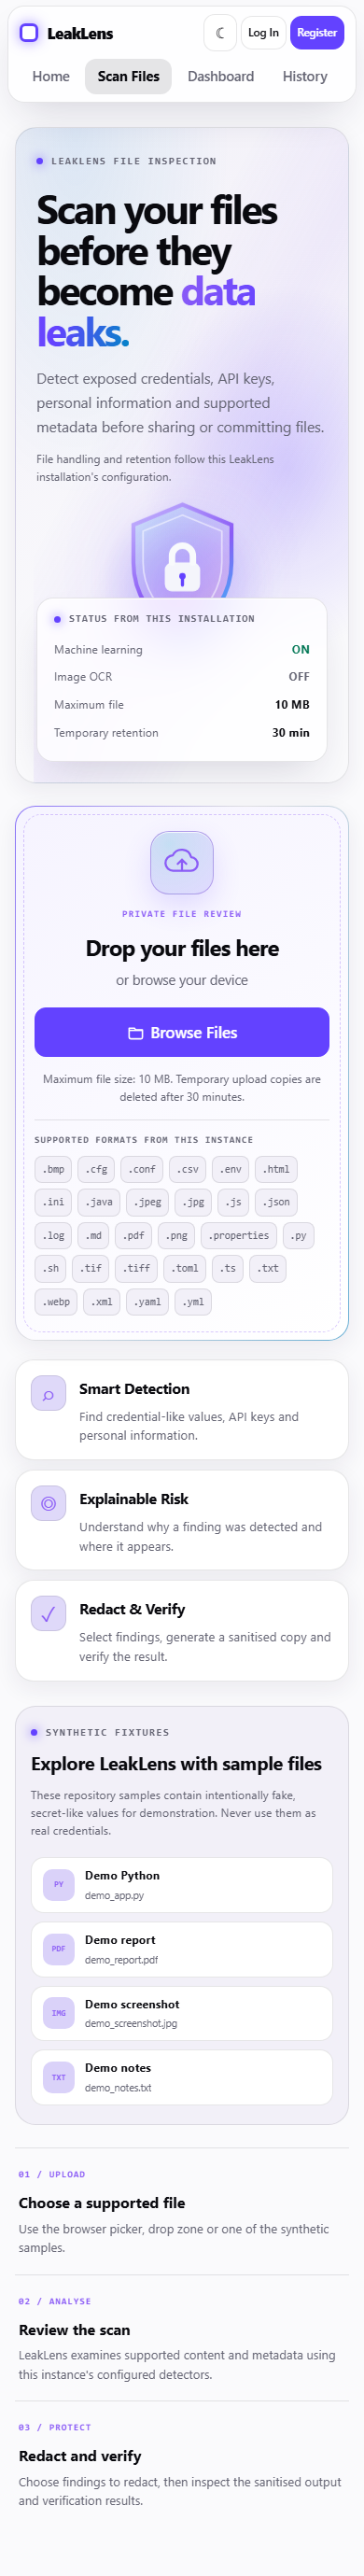 LeakLens
Log In
Register
Home
Scan Files
Dashboard
History
LEAKLENS FILE INSPECTION
Scan your files
before they
become data
leaks.
Detect exposed credentials, API keys,
personal information and supported
metadata before sharing or committing files.
File handling and retention follow this LeakLens
installation's configuration.
STATUS FROM THIS INSTALLATION
Machine learning ON
Image OCR OFF
Maximum file 10 MB
Temporary retention 30 min
PRIVATE FILE REVIEW
Drop your files here
or browse your device
Browse Files
Maximum file size: 10 MB. Temporary upload copies are
deleted after 30 minutes.
SUPPORTED FORMATS FROM THIS INSTANCE
.bmp .cfg .conf .csv .env .html
.ini .java .jpeg .jpg .js .json
.log .md .pdf .png .properties .py
.sh .tif .tiff .toml .ts .txt
.webp .xml .yaml .yml
Smart Detection
Find credential-like values, API keys and
personal information.
Explainable Risk
Understand why a finding was detected and
where it appears.
Redact & Verify
Select findings, generate a sanitised copy and
verify the result.
SYNTHETIC FIXTURES
Explore LeakLens with sample files
These repository samples contain intentionally fake,
secret-like values for demonstration. Never use them as
real credentials.
PY
Demo Python
demo_app.py
PDF
Demo report
demo_report.pdf
IMG
Demo screenshot
demo_screenshot.jpg
TXT
Demo notes
demo_notes.txt
01 / UPLOAD
Choose a supported file
Use the browser picker, drop zone or one of the synthetic
samples.
02 / ANALYSE
Review the scan
LeakLens examines supported content and metadata using
this instance's configured detectors.
03 / PROTECT
Redact and verify
Choose findings to redact, then inspect the sanitised output
and verification results.